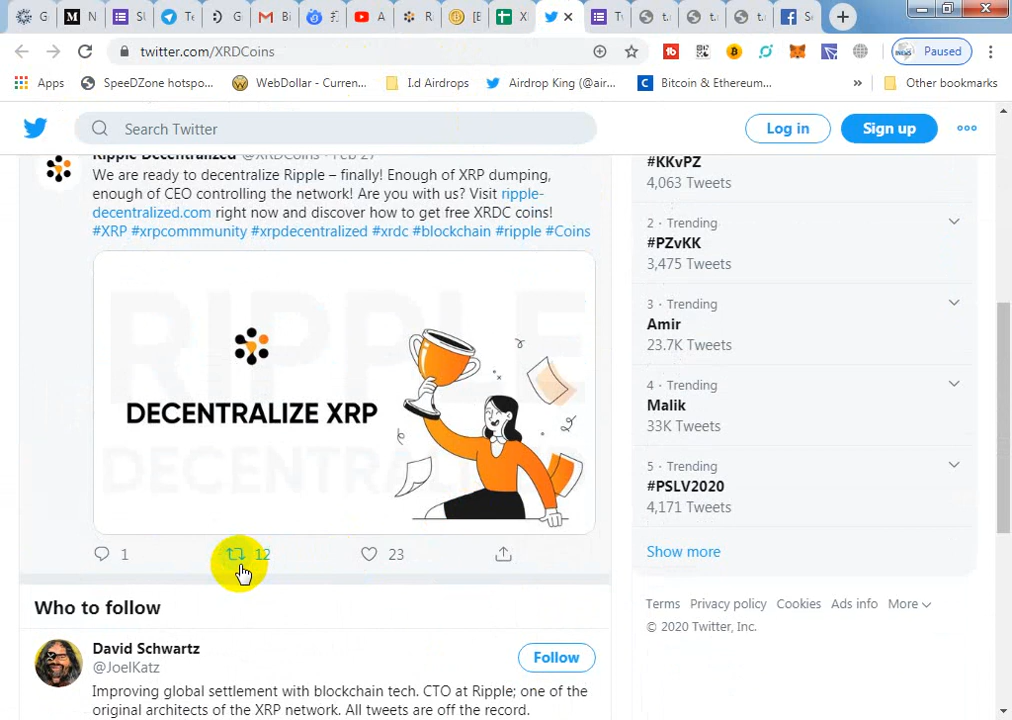 G
N
SU
Te
G
Bi
A
R
[E
X
T
t.
t.
t.
So
twitter.com/XRDCoins
Paused
Apps
SpeeDZone hotspo...
WebDollar - Curren...
I.d Airdrops
Airdrop King (@air...
Bitcoin & Ethereum...
»
Other bookmarks
Search Twitter
Log in
Sign up
Ripple Decentralized @XRDCoins · Feb 27
We are ready to decentralize Ripple – finally! Enough of XRP dumping,
enough of CEO controlling the network! Are you with us? Visit ripple-
decentralized.com right now and discover how to get free XRDC coins!
#XRP #xrpcommmunity #xrpdecentralized #xrdc #blockchain #ripple #Coins
RIPPLE
DECENTRALIZE XRP
1
12
23
Who to follow
David Schwartz
@JoelKatz
Follow
Improving global settlement with blockchain tech. CTO at Ripple; one of the
original architects of the XRP network. All tweets are off the record.
#KKvPZ
4,063 Tweets
2 · Trending
#PZvKK
3,475 Tweets
3 · Trending
Amir
23.7K Tweets
4 · Trending
Malik
33K Tweets
5 · Trending
#PSLV2020
4,171 Tweets
Show more
Terms Privacy policy Cookies Ads info More
© 2020 Twitter, Inc.